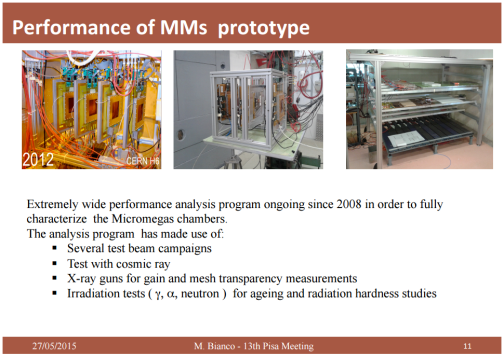 Performance of MMs prototype
2012
CERN H6
Extremely wide performance analysis program ongoing since 2008 in order to fully
characterize the Micromegas chambers.
The analysis program has made use of:
▪ Several test beam campaigns
▪ Test with cosmic ray
▪ X-ray guns for gain and mesh transparency measurements
▪ Irradiation tests ( γ, α, neutron ) for ageing and radiation hardness studies
27/05/2015 M. Bianco - 13th Pisa Meeting 11